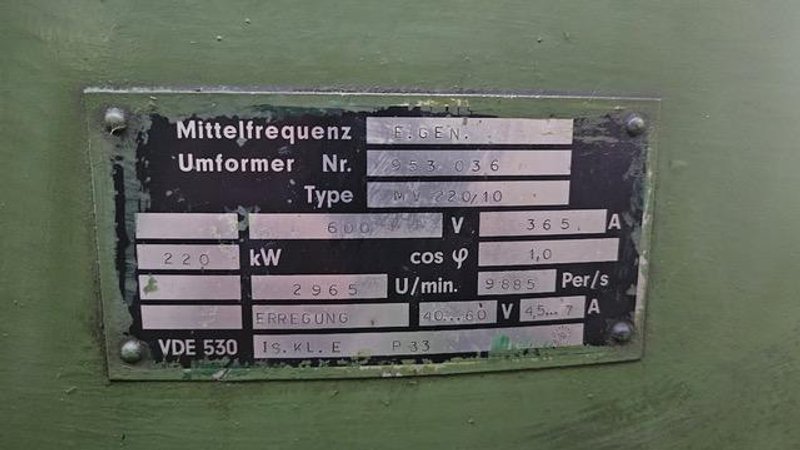 Mittelfrequenz E.GEN.
Umformer Nr. 953 036
Type MV 220/10
600 V 365 A
220 kW cos φ 1,0
2965 U/min. 9885 Per/s
ERREGUNG 40...60 V 4,5...7 A
VDE 530 IS.KL.E P 33